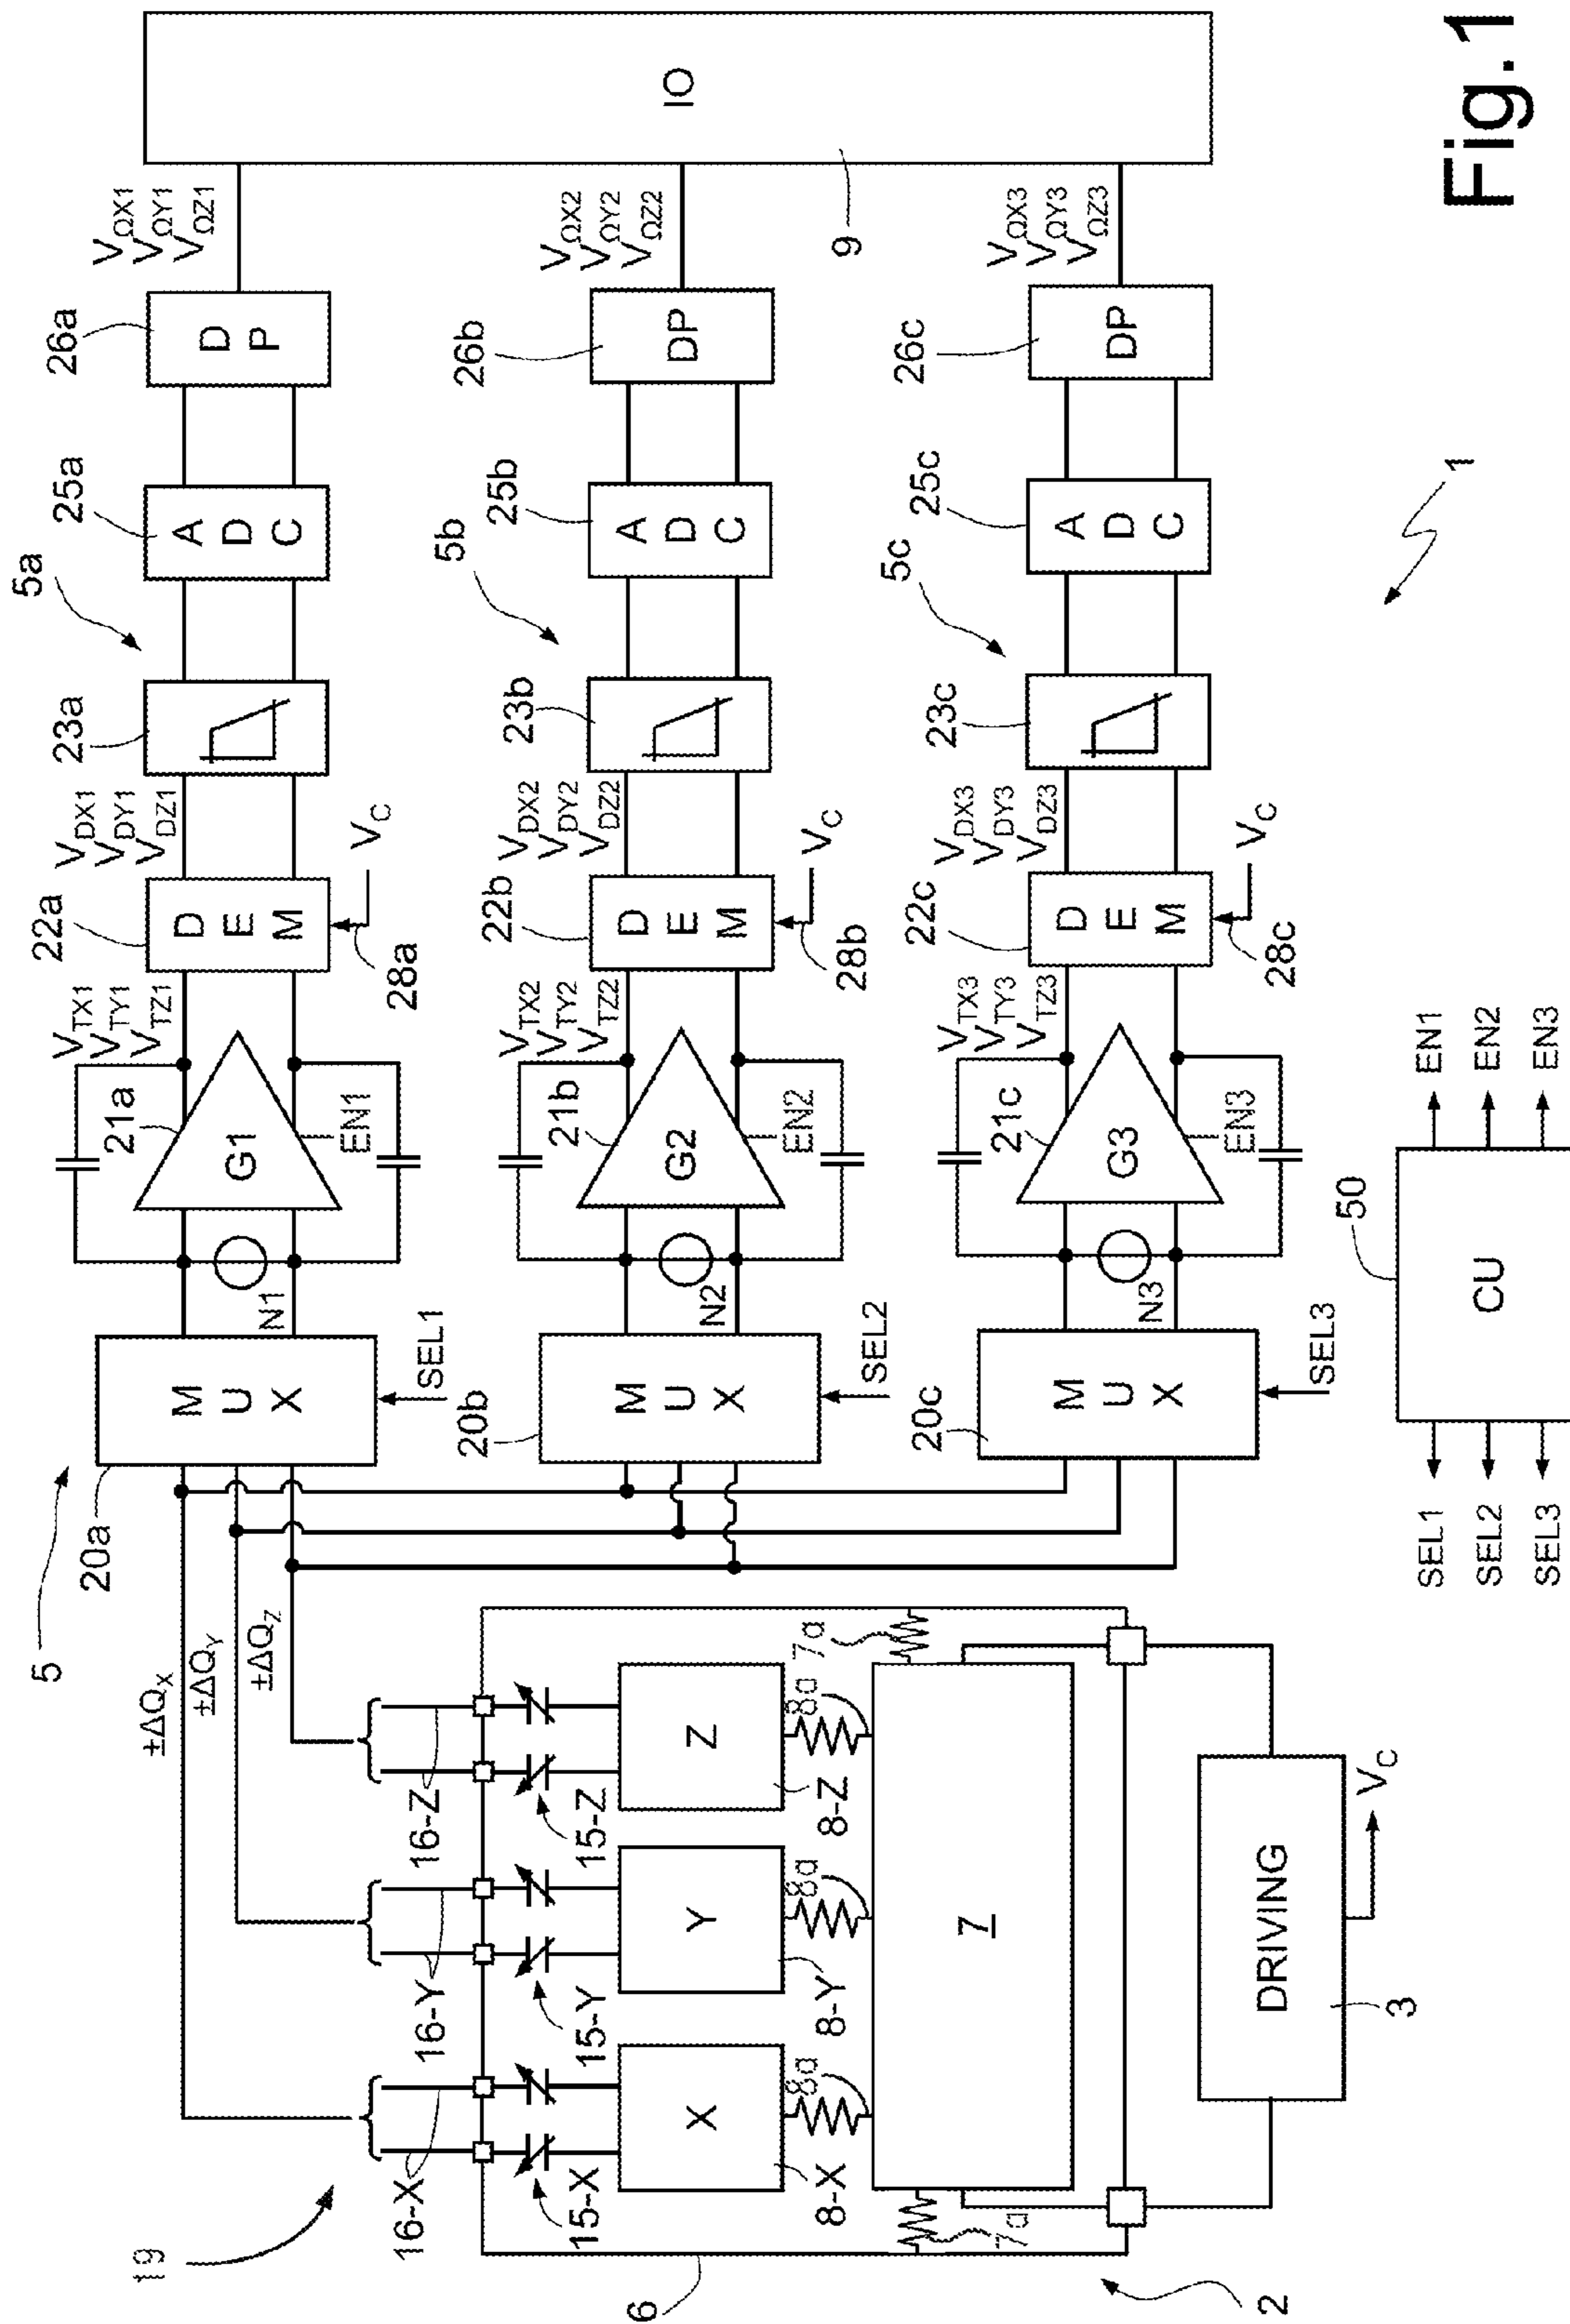 19
16-X
16-Y
16-Z
±ΔQX
±ΔQY
±ΔQZ
6
15-X
15-Y
15-Z
X
Y
Z
8-X
8-Y
8-Z
8a
8a
8a
7a
7a
7
2
DRIVING
3
VC
5
20a
MUX
SEL1
N1
G1
21a
EN1
VTX1
VTY1
VTZ1
22a
DEM
28a
VC
VDX1
VDY1
VDZ1
23a
5a
25a
ADC
26a
DP
VΩX1
VΩY1
VΩZ1
20b
MUX
SEL2
N2
G2
21b
EN2
VTX2
VTY2
VTZ2
22b
DEM
28b
VC
VDX2
VDY2
VDZ2
23b
5b
25b
ADC
26b
DP
VΩX2
VΩY2
VΩZ2
20c
MUX
SEL3
N3
G3
21c
EN3
VTX3
VTY3
VTZ3
22c
DEM
28c
VC
VDX3
VDY3
VDZ3
23c
5c
25c
ADC
26c
DP
VΩX3
VΩY3
VΩZ3
IO
9
50
CU
SEL1
SEL2
SEL3
EN1
EN2
EN3
1
Fig.1